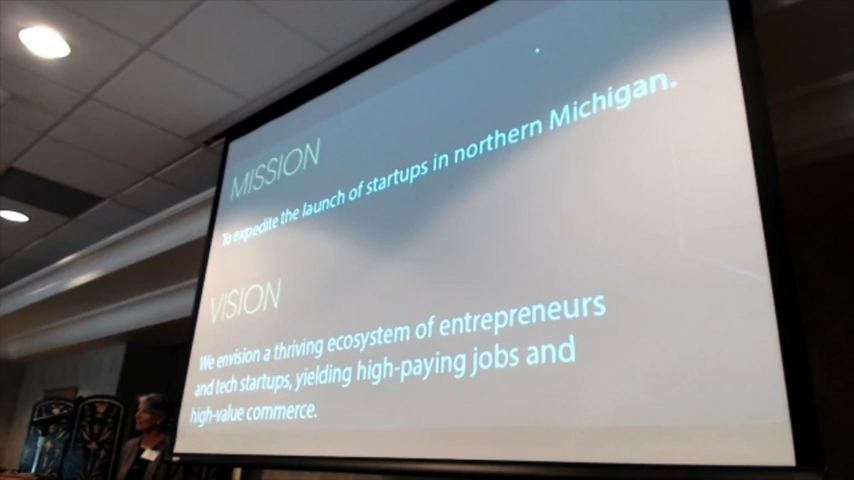 MISSION
To expedite the launch of startups in northern Michigan.
VISION
We envision a thriving ecosystem of entrepreneurs
and tech startups, yielding high-paying jobs and
high-value commerce.